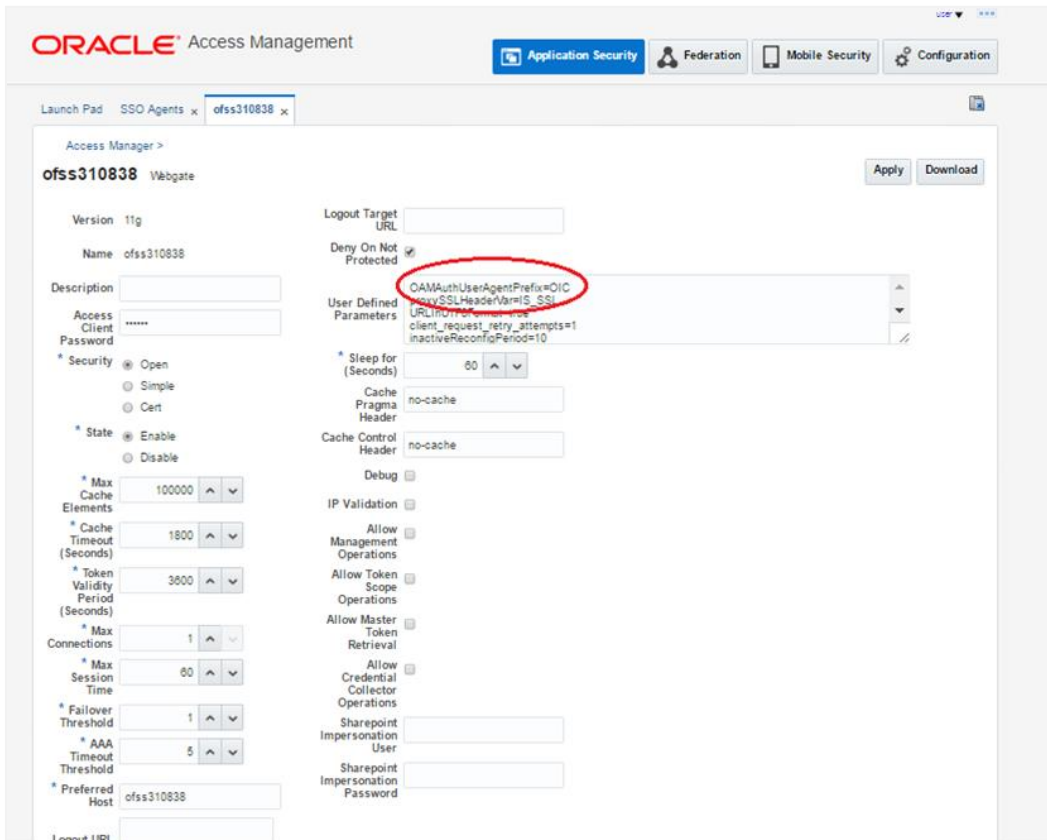 user
ORACLE Access Management
Application Security
Federation
Mobile Security
Configuration
Launch Pad
SSO Agents x
ofss310838 x
Access Manager >
ofss310838 Webgate
Apply
Download
Version 11g
Name ofss310838
Description
Access
Client
Password
······
* Security
Open
Simple
Cert
* State
Enable
Disable
* Max
Cache
Elements
100000
* Cache
Timeout
(Seconds)
1800
* Token
Validity
Period
(Seconds)
3600
* Max
Connections
1
* Max
Session
Time
60
* Failover
Threshold
1
* AAA
Timeout
Threshold
5
* Preferred
Host
ofss310838
Logout URL
Logout Target
URL
Deny On Not
Protected
User Defined
Parameters
OAMAuthUserAgentPrefix=OIC
proxySSLHeaderVar=IS_SSL
client_request_retry_attempts=1
inactiveReconfigPeriod=10
* Sleep for
(Seconds)
60
Cache
Pragma
Header
no-cache
Cache Control
Header
no-cache
Debug
IP Validation
Allow
Management
Operations
Allow Token
Scope
Operations
Allow Master
Token
Retrieval
Allow
Credential
Collector
Operations
Sharepoint
Impersonation
User
Sharepoint
Impersonation
Password